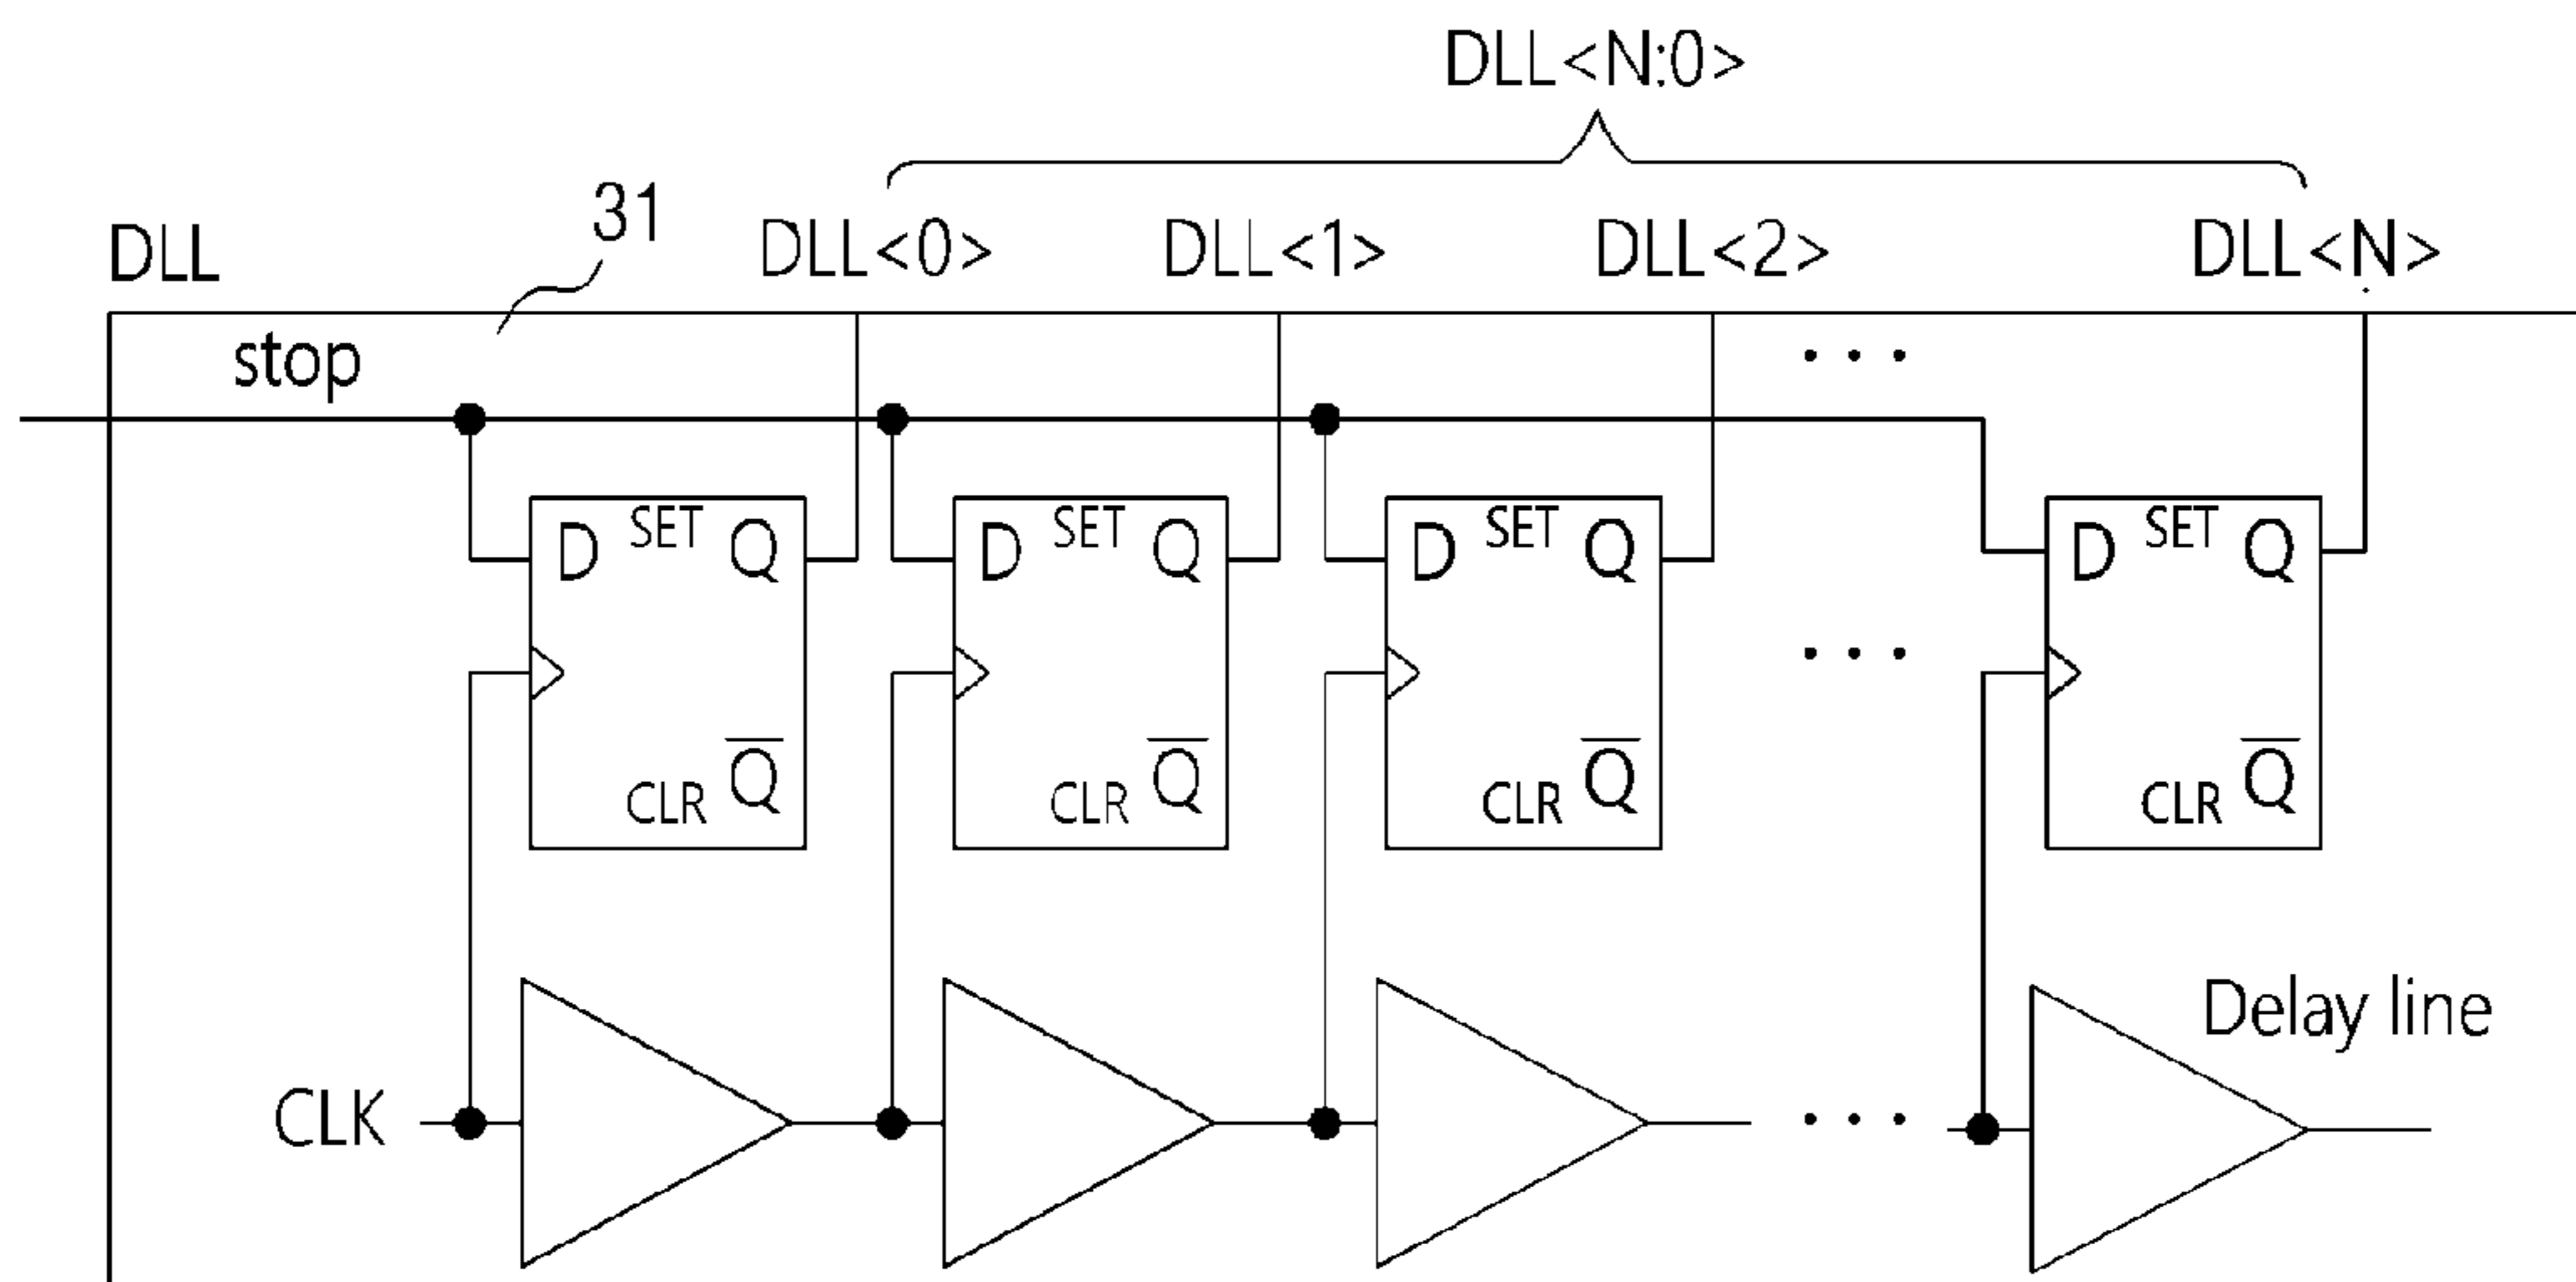 DLL<N:0>
31
DLL DLL<0> DLL<1> DLL<2> DLL<N>
stop ...
D SET Q D SET Q D SET Q D SET Q
...
CLR Q̅ CLR Q̅ CLR Q̅ CLR Q̅
Delay line
CLK ...